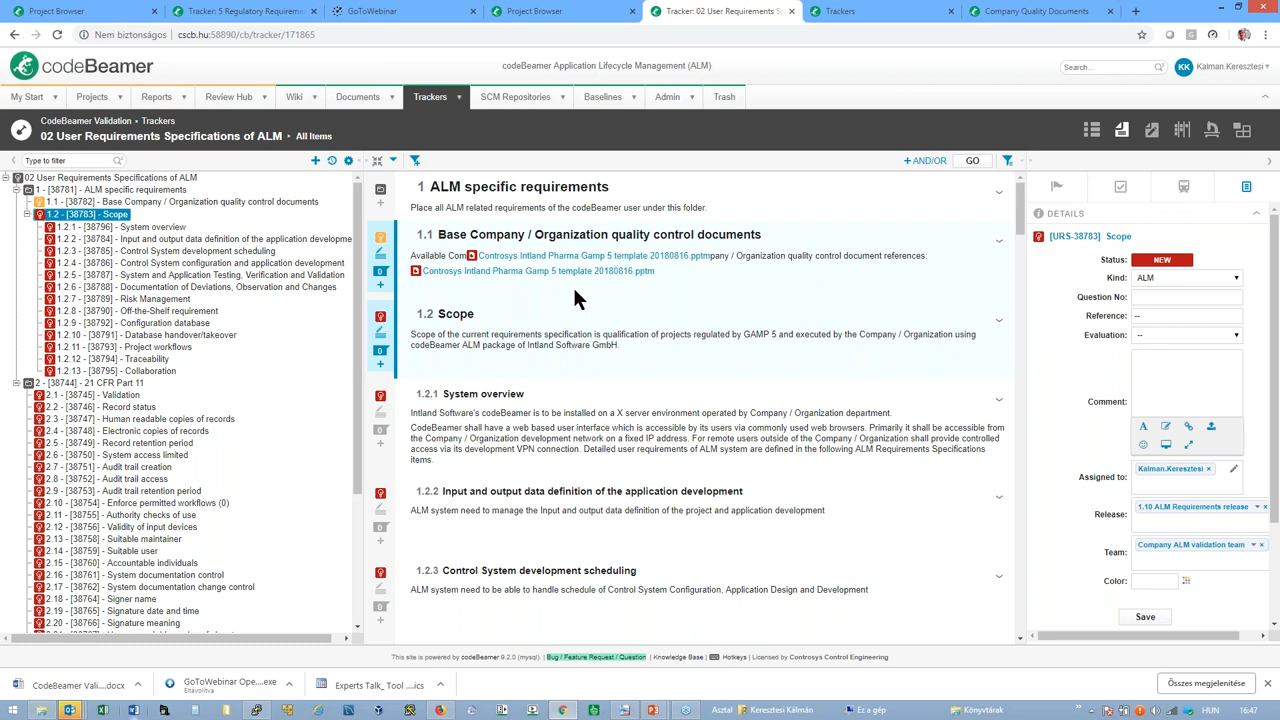 Project Browser × Tracker: 5 Regulatory Requireme × GoToWebinar × Project Browser × Tracker: 02 User Requirements S × Trackers × Company Quality Documents ×
Nem biztonságos | cscb.hu:58890/cb/tracker/171865
codeBeamer
codeBeamer Application Lifecycle Management (ALM)
Search...
KK Kalman.Keresztesi
My Start Projects Reports Review Hub Wiki Documents Trackers SCM Repositories Baselines Admin Trash
CodeBeamer Validation • Trackers
02 User Requirements Specifications of ALM • All Items
Type to filter
+ AND/OR GO
02 User Requirements Specifications of ALM
1 - [38781] - ALM specific requirements
1.1 - [38782] - Base Company / Organization quality control documents
1.2 - [38783] - Scope
1.2.1 - [38796] - System overview
1.2.2 - [38784] - Input and output data definition of the application developme
1.2.3 - [38785] - Control System development scheduling
1.2.4 - [38786] - Control System configuration and application development
1.2.5 - [38787] - System and Application Testing, Verification and Validation
1.2.6 - [38788] - Documentation of Deviations, Observation and Changes
1.2.7 - [38789] - Risk Management
1.2.8 - [38790] - Off-the-Shelf requirement
1.2.9 - [38792] - Configuration database
1.2.10 - [38791] - Database handover/takeover
1.2.11 - [38793] - Project workflows
1.2.12 - [38794] - Traceability
1.2.13 - [38795] - Collaboration
2 - [38744] - 21 CFR Part 11
2.1 - [38745] - Validation
2.2 - [38746] - Record status
2.3 - [38747] - Human readable copies of records
2.4 - [38748] - Electronic copies of records
2.5 - [38749] - Record retention period
2.6 - [38750] - System access limited
2.7 - [38751] - Audit trail creation
2.8 - [38752] - Audit trail access
2.9 - [38753] - Audit trail retention period
2.10 - [38754] - Enforce permitted workflows (0)
2.11 - [38755] - Authority checks of use
2.12 - [38756] - Validity of input devices
2.13 - [38758] - Suitable maintainer
2.14 - [38759] - Suitable user
2.15 - [38760] - Accountable individuals
2.16 - [38761] - System documentation control
2.17 - [38762] - System documentation change control
2.18 - [38764] - Signer name
2.19 - [38765] - Signature date and time
2.20 - [38766] - Signature meaning
1 ALM specific requirements
Place all ALM related requirements of the codeBeamer user under this folder.
1.1 Base Company / Organization quality control documents
Available Com Controsys Intland Pharma Gamp 5 template 20180816.pptmpany / Organization quality control document references:
Controsys Intland Pharma Gamp 5 template 20180816.pptm
0
1.2 Scope
Scope of the current requirements specification is qualification of projects regulated by GAMP 5 and executed by the Company / Organization using
codeBeamer ALM package of Intland Software GmbH.
0
1.2.1 System overview
Intland Software's codeBeamer is to be installed on a X server environment operated by Company / Organization department.
CodeBeamer shall have a web based user interface which is accessible by its users via commonly used web browsers. Primarily it shall be accessible from
the Company / Organization development network on a fixed IP address. For remote users outside of the Company / Organization shall provide controlled
access via its development VPN connection. Detailed user requirements of ALM system are defined in the following ALM Requirements Specifications
items.
0
1.2.2 Input and output data definition of the application development
ALM system need to manage the Input and output data definition of the project and application development
0
1.2.3 Control System development scheduling
ALM system need to be able to handle schedule of Control System Configuration, Application Design and Development
0
DETAILS
[URS-38783] Scope
Status: NEW
Kind: ALM
Question No:
Reference: --
Evaluation: --
Comment:
Assigned to: Kalman.Keresztesi ×
Release: 1.10 ALM Requirements release ×
Team: Company ALM validation team ×
Color:
Save
This site is powered by codeBeamer 9.2.0 (mysql). | Bug / Feature Request / Question | Knowledge Base | Hotkeys | Licensed by Controsys Control Engineering
CodeBeamer Vali....docx
GoToWebinar Ope....exe
Eltávolítva
Experts Talk_ Tool ....ics
Összes megjelenítése ×
Asztal Keresztesi Kálmán Ez a gép Könyvtárak » HUN 16:47